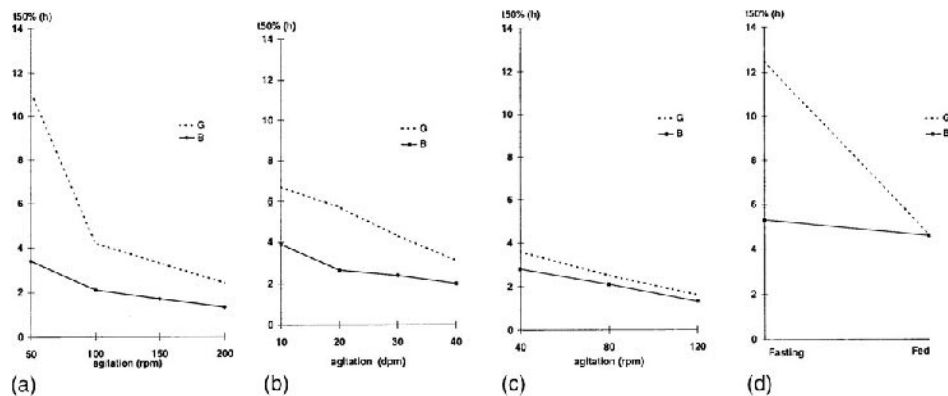 t50% (h)
14
12
10
8
6
4
2
0
50
100
150
200
agitation (rpm)
G
B
(a)
t50% (h)
14
12
10
8
6
4
2
0
10
20
30
40
agitation (dpm)
G
B
(b)
t50% (h)
14
12
10
8
6
4
2
0
40
80
120
agitation (rpm)
G
B
(c)
t50% (h)
14
12
10
8
6
4
2
0
Fasting
Fed
G
B
(d)